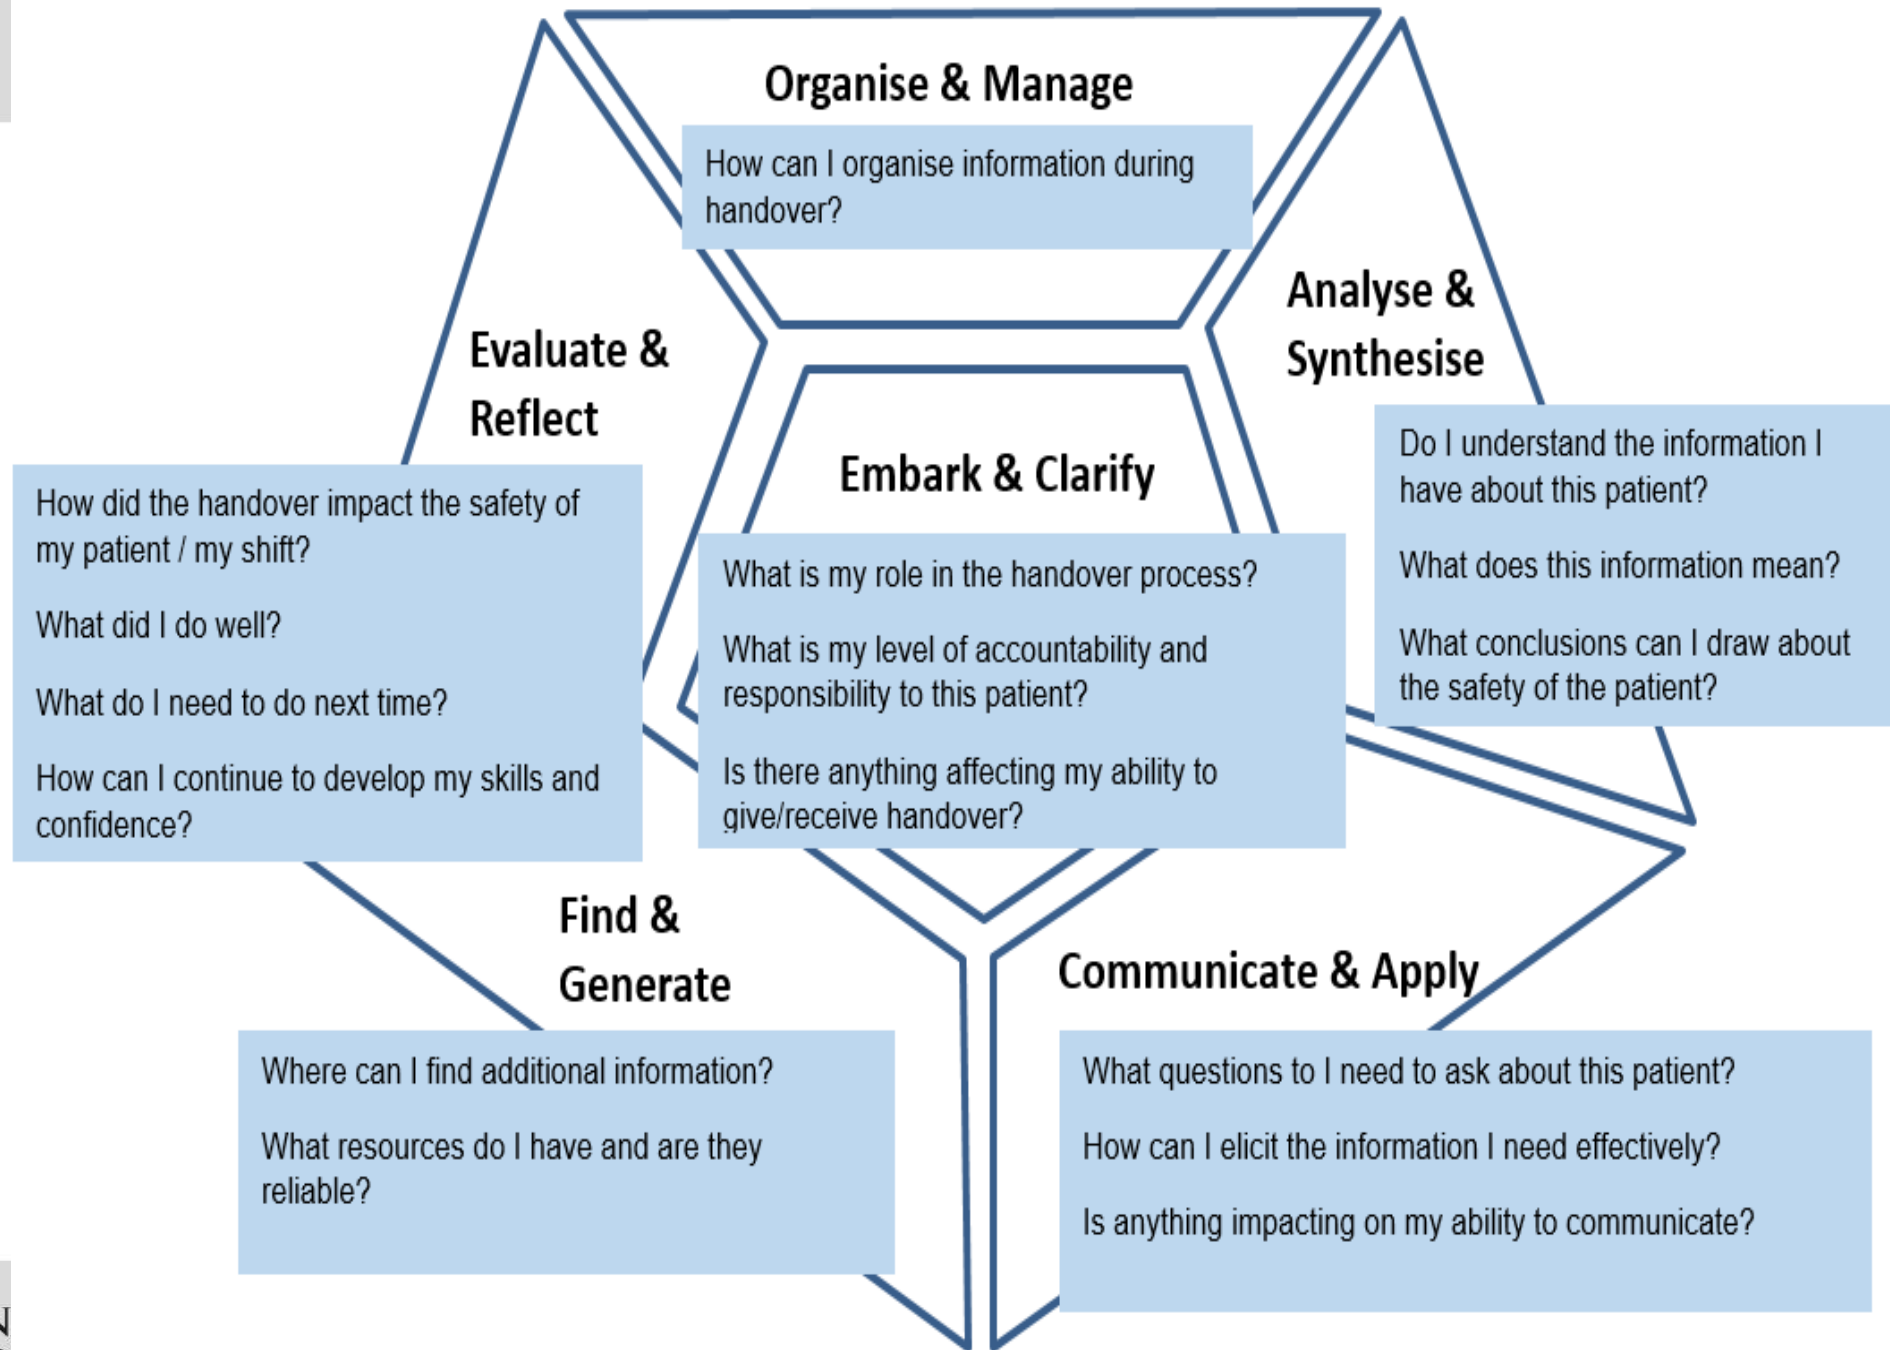 Organise & Manage
How can I organise information during
handover?
Analyse &
Synthesise
Do I understand the information I
have about this patient?
What does this information mean?
What conclusions can I draw about
the safety of the patient?
Evaluate &
Reflect
How did the handover impact the safety of
my patient / my shift?
What did I do well?
What do I need to do next time?
How can I continue to develop my skills and
confidence?
Embark & Clarify
What is my role in the handover process?
What is my level of accountability and
responsibility to this patient?
Is there anything affecting my ability to
give/receive handover?
Find &
Generate
Where can I find additional information?
What resources do I have and are they
reliable?
Communicate & Apply
What questions to I need to ask about this patient?
How can I elicit the information I need effectively?
Is anything impacting on my ability to communicate?